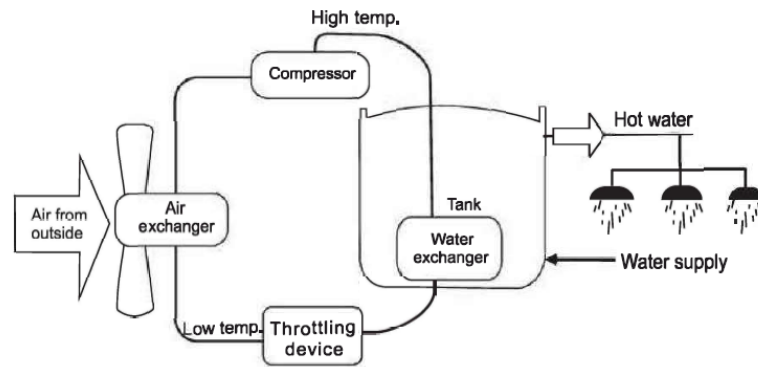 High temp.
Compressor
Hot water
Air from
outside
Air
exchanger
Tank
Water
exchanger
Water supply
Low temp.
Throttling
device